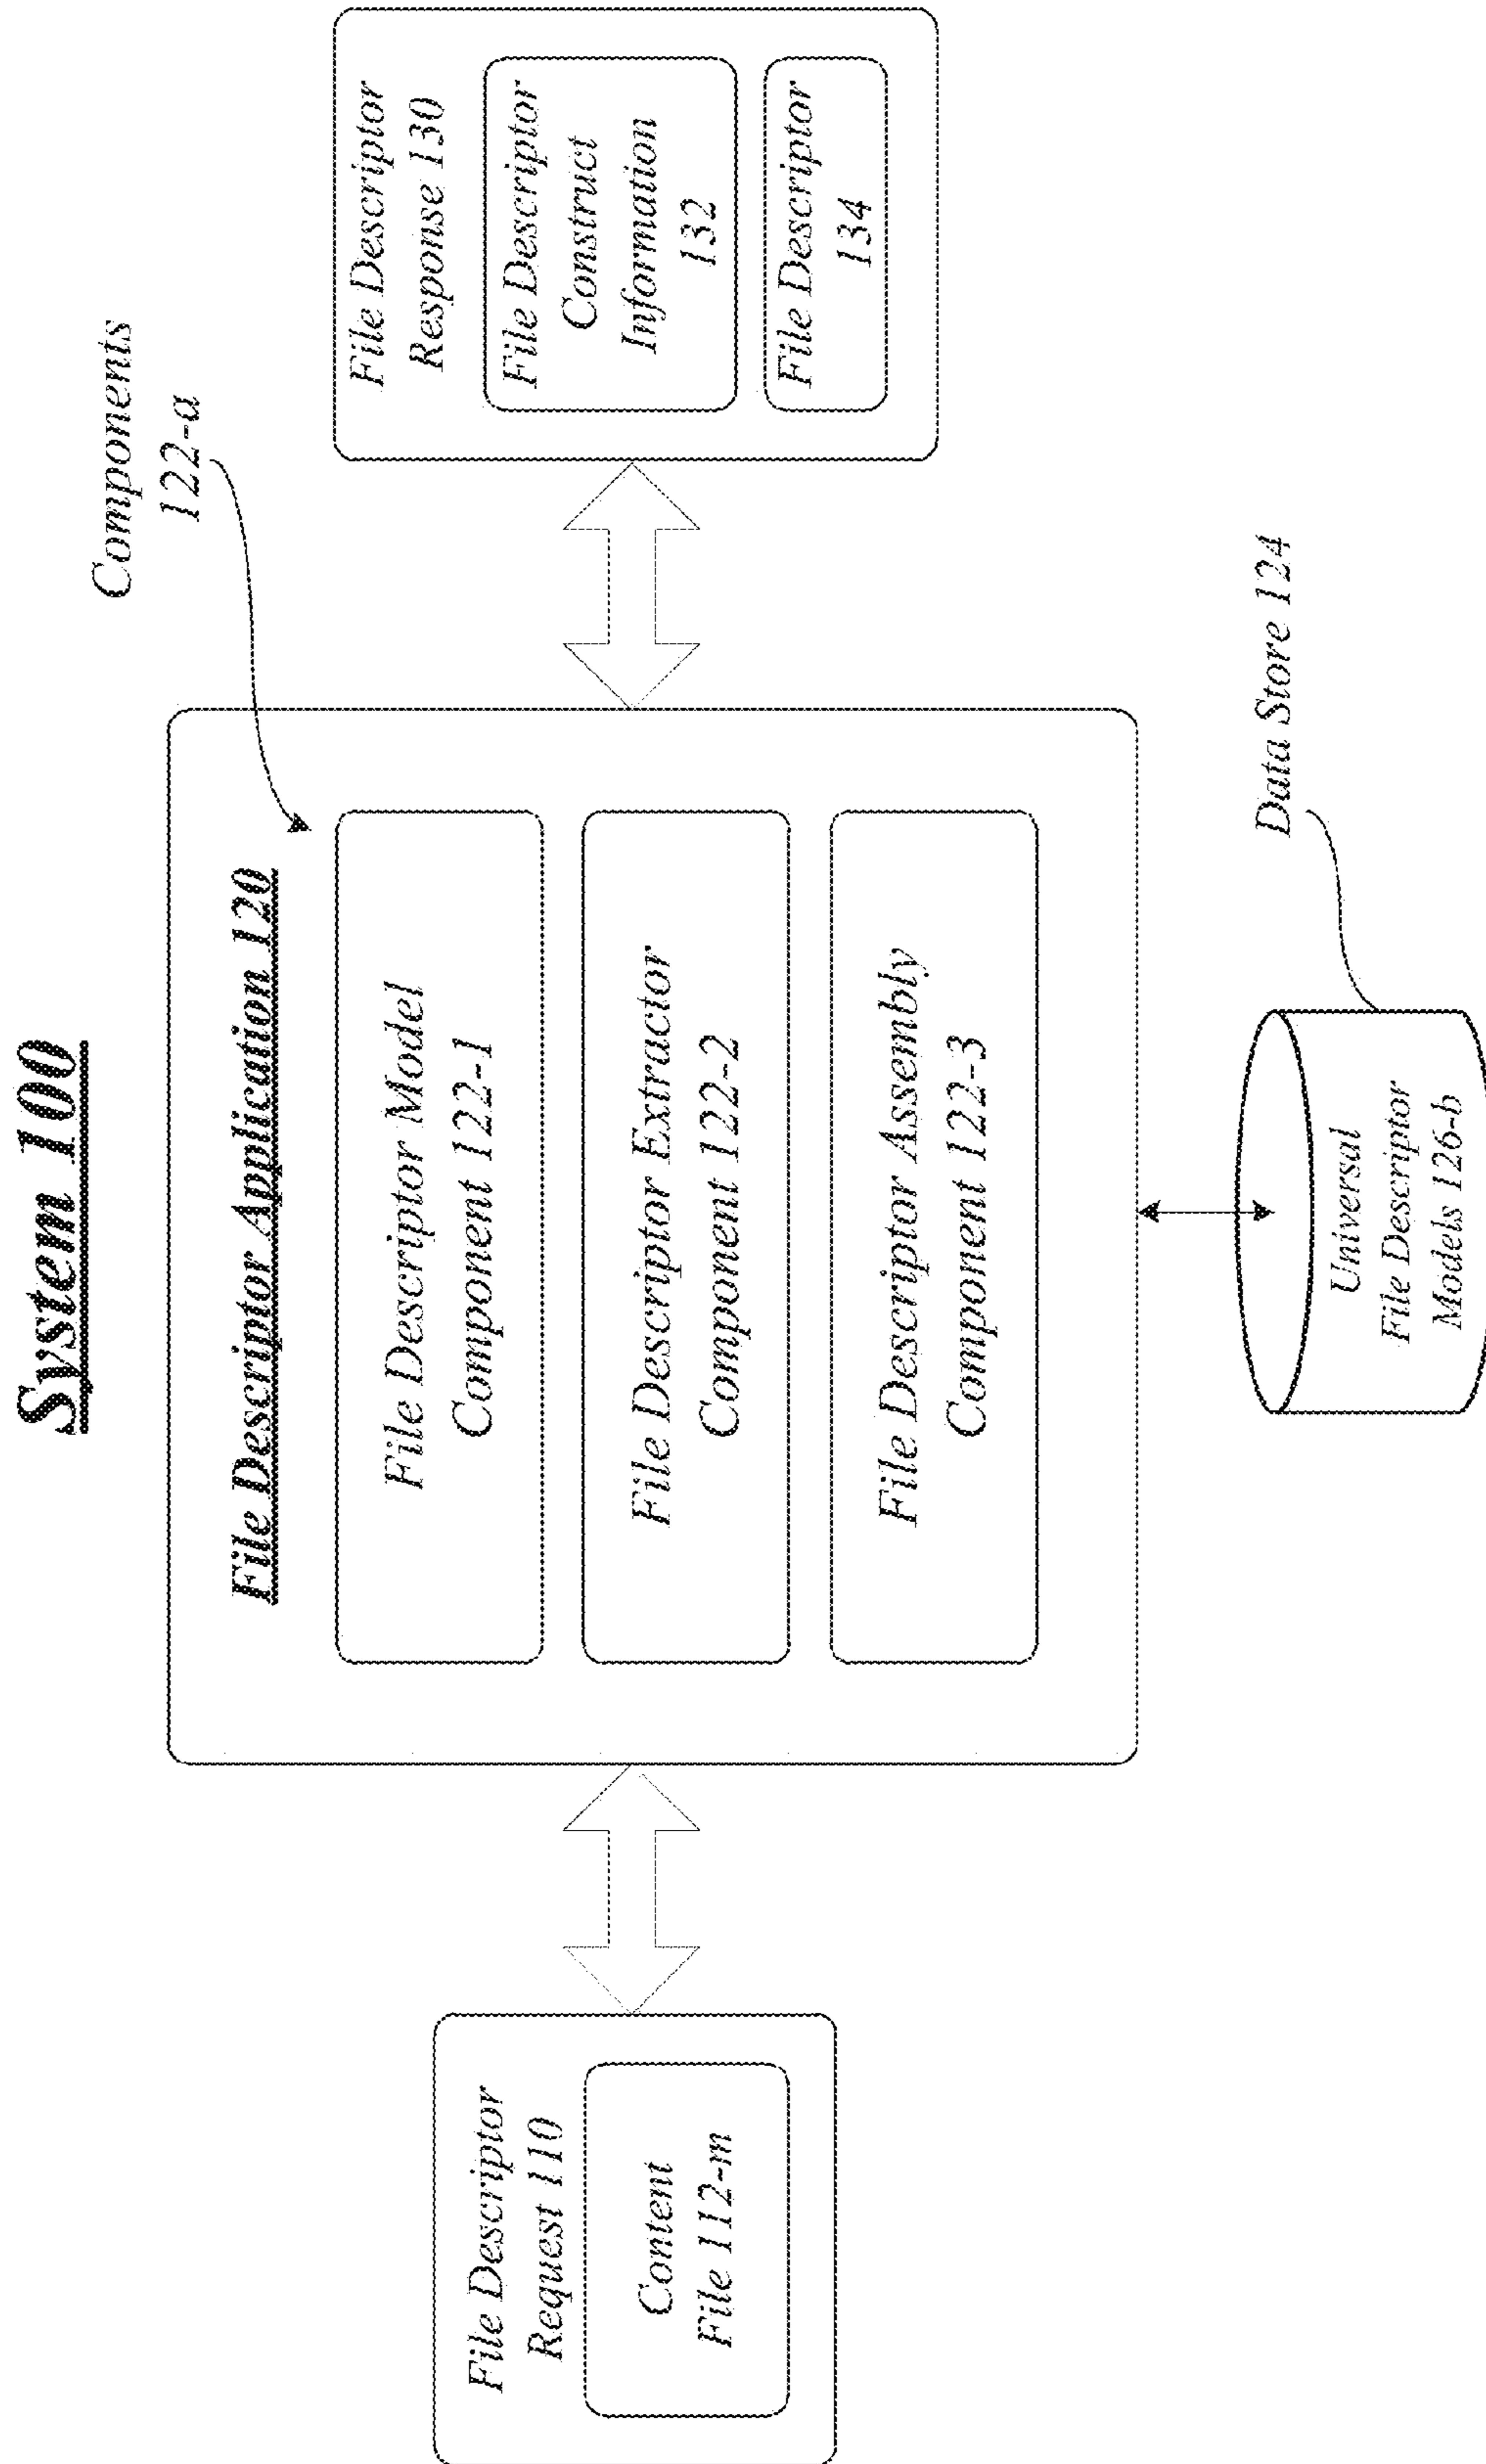 System 100
File Descriptor
Request 110
Content
File 112-m
File Descriptor Application 120
File Descriptor Model
Component 122-1
File Descriptor Extractor
Component 122-2
File Descriptor Assembly
Component 122-3
Components
122-a
File Descriptor
Response 130
File Descriptor
Construct
Information
132
File Descriptor
134
Data Store 124
Universal
File Descriptor
Models 126-b